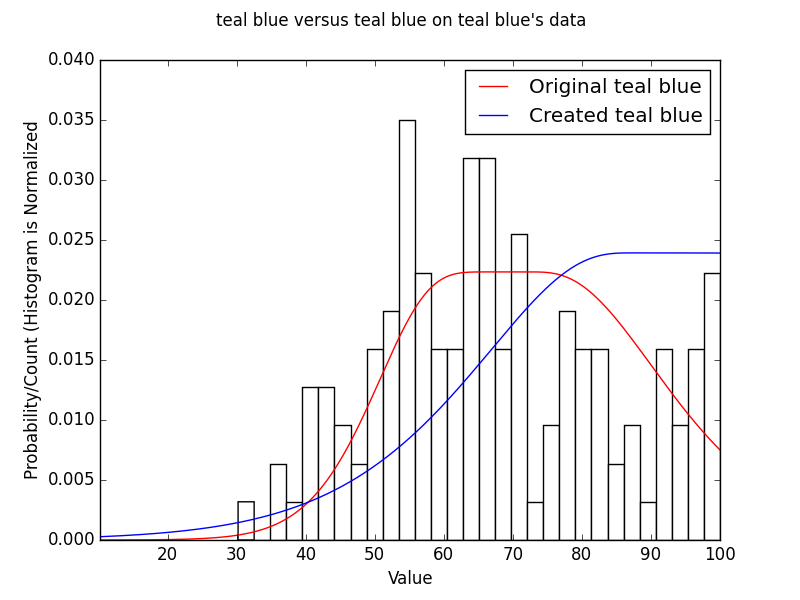 teal blue versus teal blue on teal blue's data
Original teal blue
Created teal blue
0.040
0.035
0.030
0.025
0.020
0.015
0.010
0.005
0.000
Probability/Count (Histogram is Normalized
20 30 40 50 60 70 80 90 100
Value